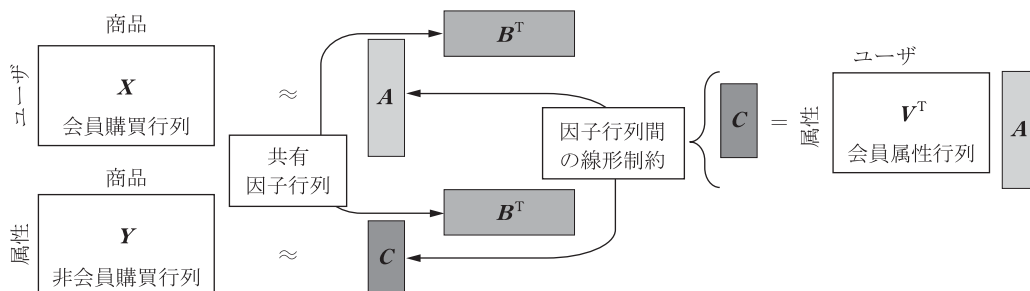 商品
ユーザ
X
会員購買行列
≈
A
B^T
共有
因子行列
因子行列間
の線形制約
C
=
属性
ユーザ
V^T
会員属性行列
A
商品
属性
Y
非会員購買行列
≈
C
B^T